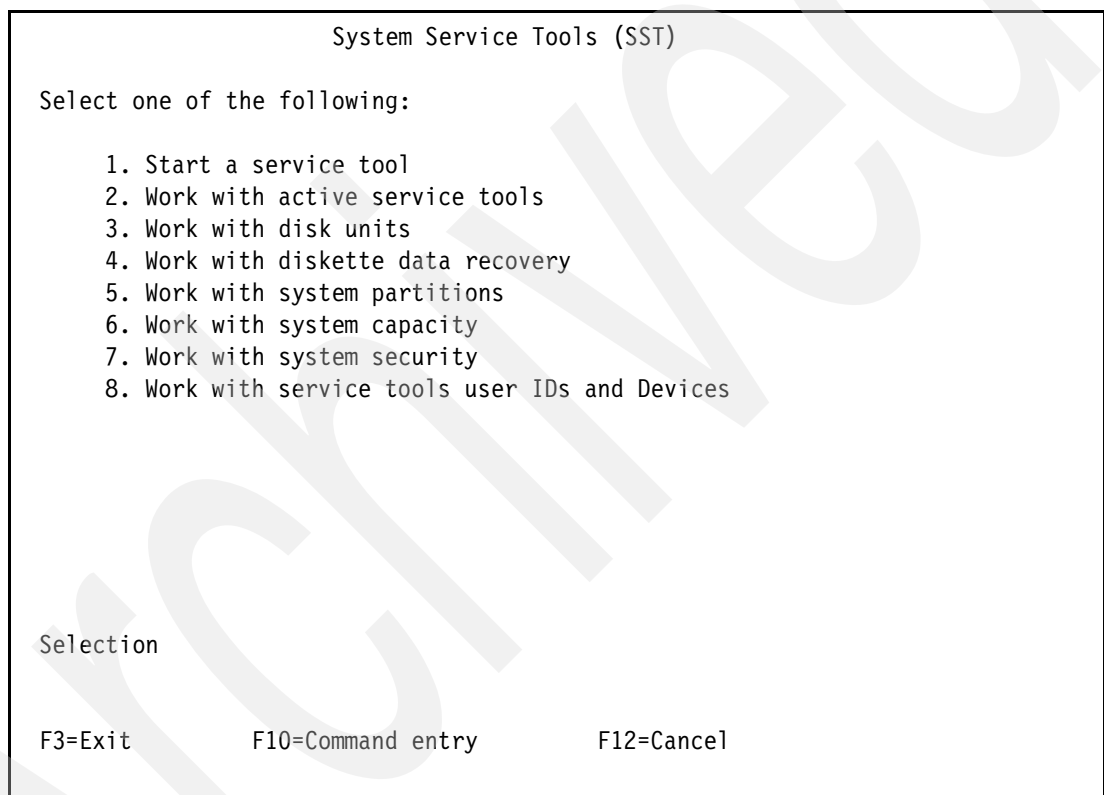 System Service Tools (SST)
Select one of the following:
1. Start a service tool
2. Work with active service tools
3. Work with disk units
4. Work with diskette data recovery
5. Work with system partitions
6. Work with system capacity
7. Work with system security
8. Work with service tools user IDs and Devices
Selection
F3=Exit F10=Command entry F12=Cancel